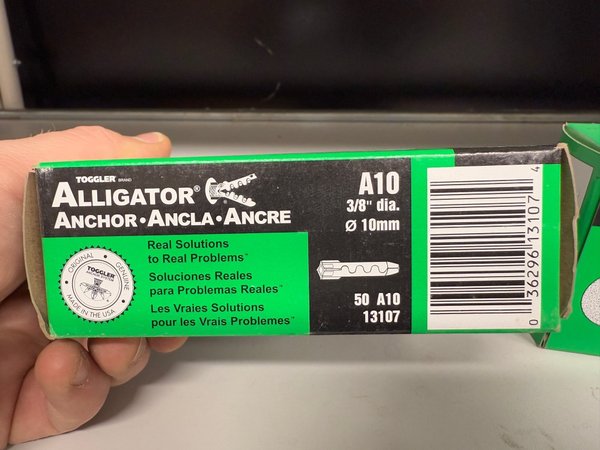 TOGGLER BRAND
ALLIGATOR®
ANCHOR • ANCLA • ANCRE
Real Solutions
to Real Problems™
Soluciones Reales
para Problemas Reales™
Les Vraies Solutions
pour les Vrais Problemes™
ORIGINAL GENUINE
TOGGLER
MADE IN THE USA
A10
3/8" dia.
Ø 10mm
50 A10
13107
0 36296 13107 4